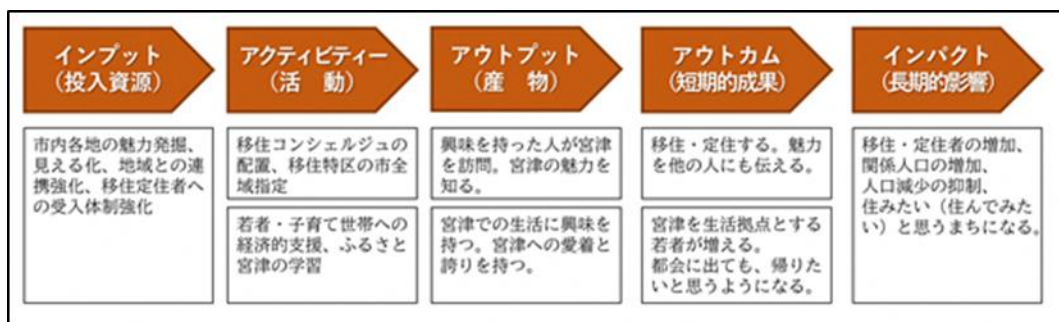 インプット
（投入資源）
市内各地の魅力発掘、
見える化、地域との連
携強化、移住定住者へ
の受入体制強化
アクティビティー
（活　動）
移住コンシェルジュの
配置、移住特区の市全
域指定
若者・子育て世帯への
経済的支援、ふるさと
宮津の学習
アウトプット
（産　物）
興味を持った人が宮津
を訪問。宮津の魅力を
知る。
宮津での生活に興味を
持つ。宮津への愛着と
誇りを持つ。
アウトカム
（短期的成果）
移住・定住する。魅力
を他の人にも伝える。
宮津を生活拠点とする
若者が増える。
都会に出ても、帰りた
いと思うようになる。
インパクト
（長期的影響）
移住・定住者の増加、
関係人口の増加、
人口減少の抑制、
住みたい（住んでみた
い）と思うまちになる。